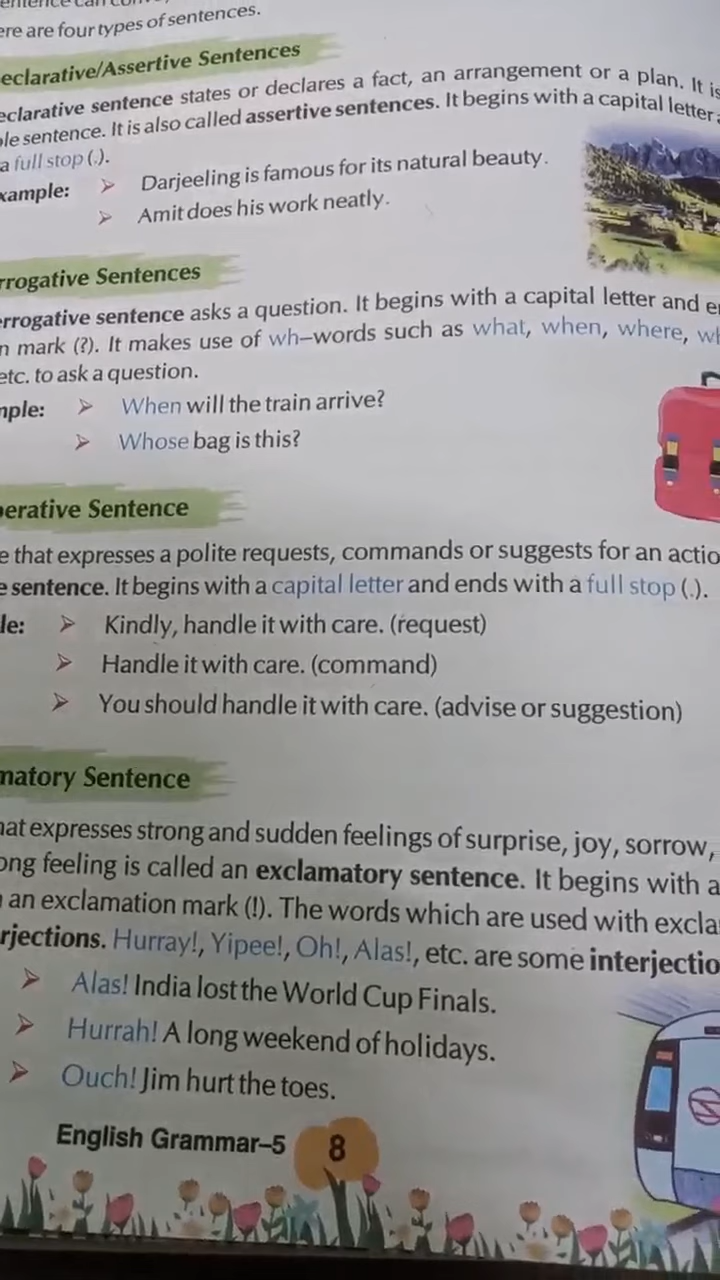 ere are four types of sentences.
eclarative/Assertive Sentences
eclarative sentence states or declares a fact, an arrangement or a plan. It is
ple sentence. It is also called assertive sentences. It begins with a capital letter
a full stop (.).
xample: ➢ Darjeeling is famous for its natural beauty.
➢ Amit does his work neatly.
rrogative Sentences
errogative sentence asks a question. It begins with a capital letter and e
n mark (?). It makes use of wh–words such as what, when, where, wh
etc. to ask a question.
mple: ➢ When will the train arrive?
➢ Whose bag is this?
perative Sentence
e that expresses a polite requests, commands or suggests for an actio
e sentence. It begins with a capital letter and ends with a full stop (.).
le: ➢ Kindly, handle it with care. (request)
➢ Handle it with care. (command)
➢ You should handle it with care. (advise or suggestion)
matory Sentence
hat expresses strong and sudden feelings of surprise, joy, sorrow,
ong feeling is called an exclamatory sentence. It begins with a
an exclamation mark (!). The words which are used with excla
rjections. Hurray!, Yipee!, Oh!, Alas!, etc. are some interjectio
➢ Alas! India lost the World Cup Finals.
➢ Hurrah! A long weekend of holidays.
➢ Ouch! Jim hurt the toes.
English Grammar–5 8